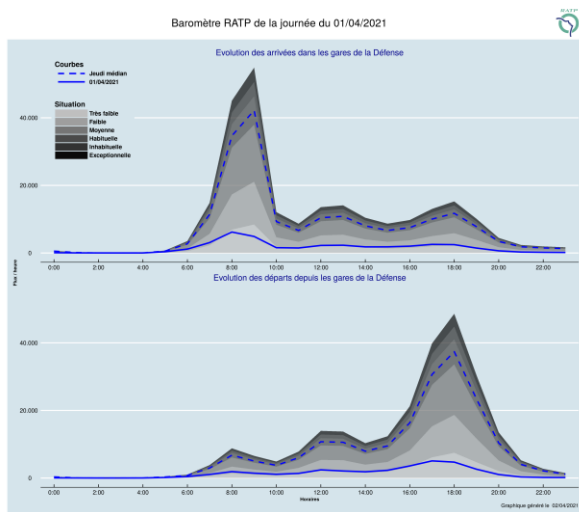 Baromètre RATP de la journée du 01/04/2021
RATP
Evolution des arrivées dans les gares de la Défense
Courbes
Jeudi médian
01/04/2021
Situation
Très faible
Faible
Moyenne
Habituelle
Inhabituelle
Exceptionnelle
40.000
20.000
0
0:00 2:00 4:00 6:00 8:00 10:00 12:00 14:00 16:00 18:00 20:00 22:00
Flux / heure
Evolution des départs depuis les gares de la Défense
40.000
20.000
0
0:00 2:00 4:00 6:00 8:00 10:00 12:00 14:00 16:00 18:00 20:00 22:00
Horaires
Graphique généré le 02/04/2021